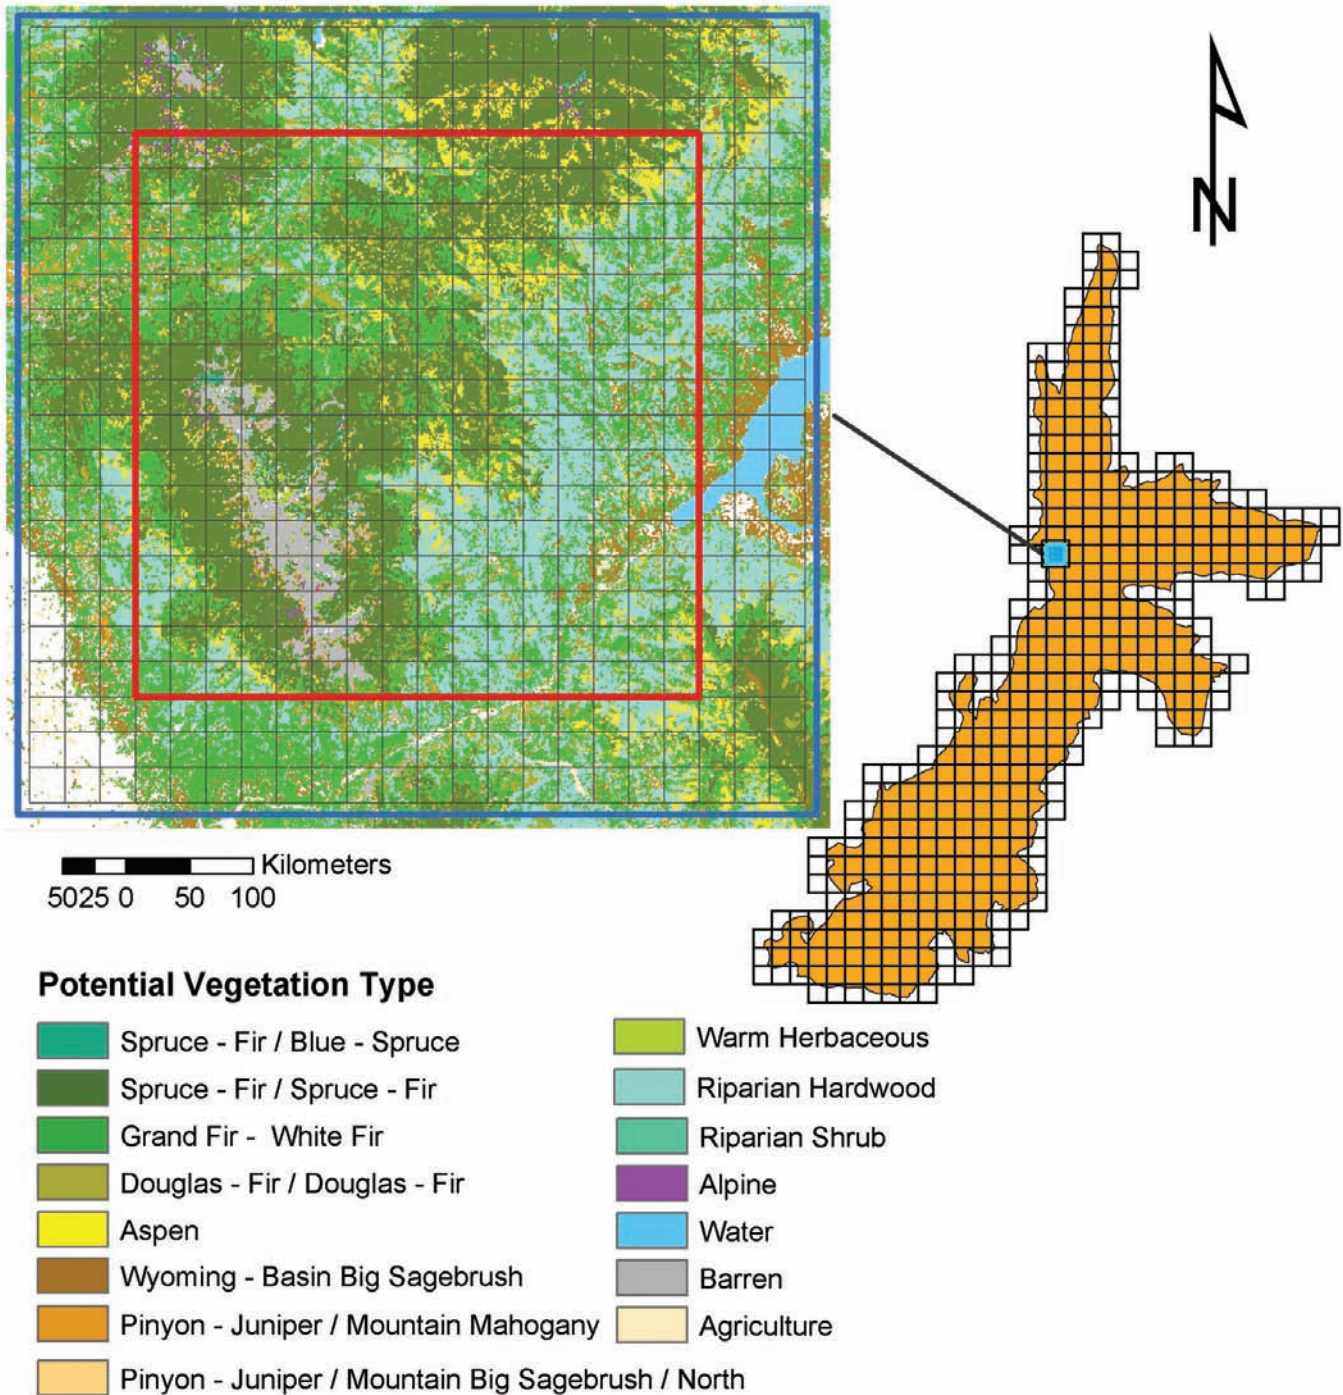 N
Kilometers
5025 0 50 100
Potential Vegetation Type
Spruce - Fir / Blue - Spruce
Spruce - Fir / Spruce - Fir
Grand Fir - White Fir
Douglas - Fir / Douglas - Fir
Aspen
Wyoming - Basin Big Sagebrush
Pinyon - Juniper / Mountain Mahogany
Pinyon - Juniper / Mountain Big Sagebrush / North
Warm Herbaceous
Riparian Hardwood
Riparian Shrub
Alpine
Water
Barren
Agriculture